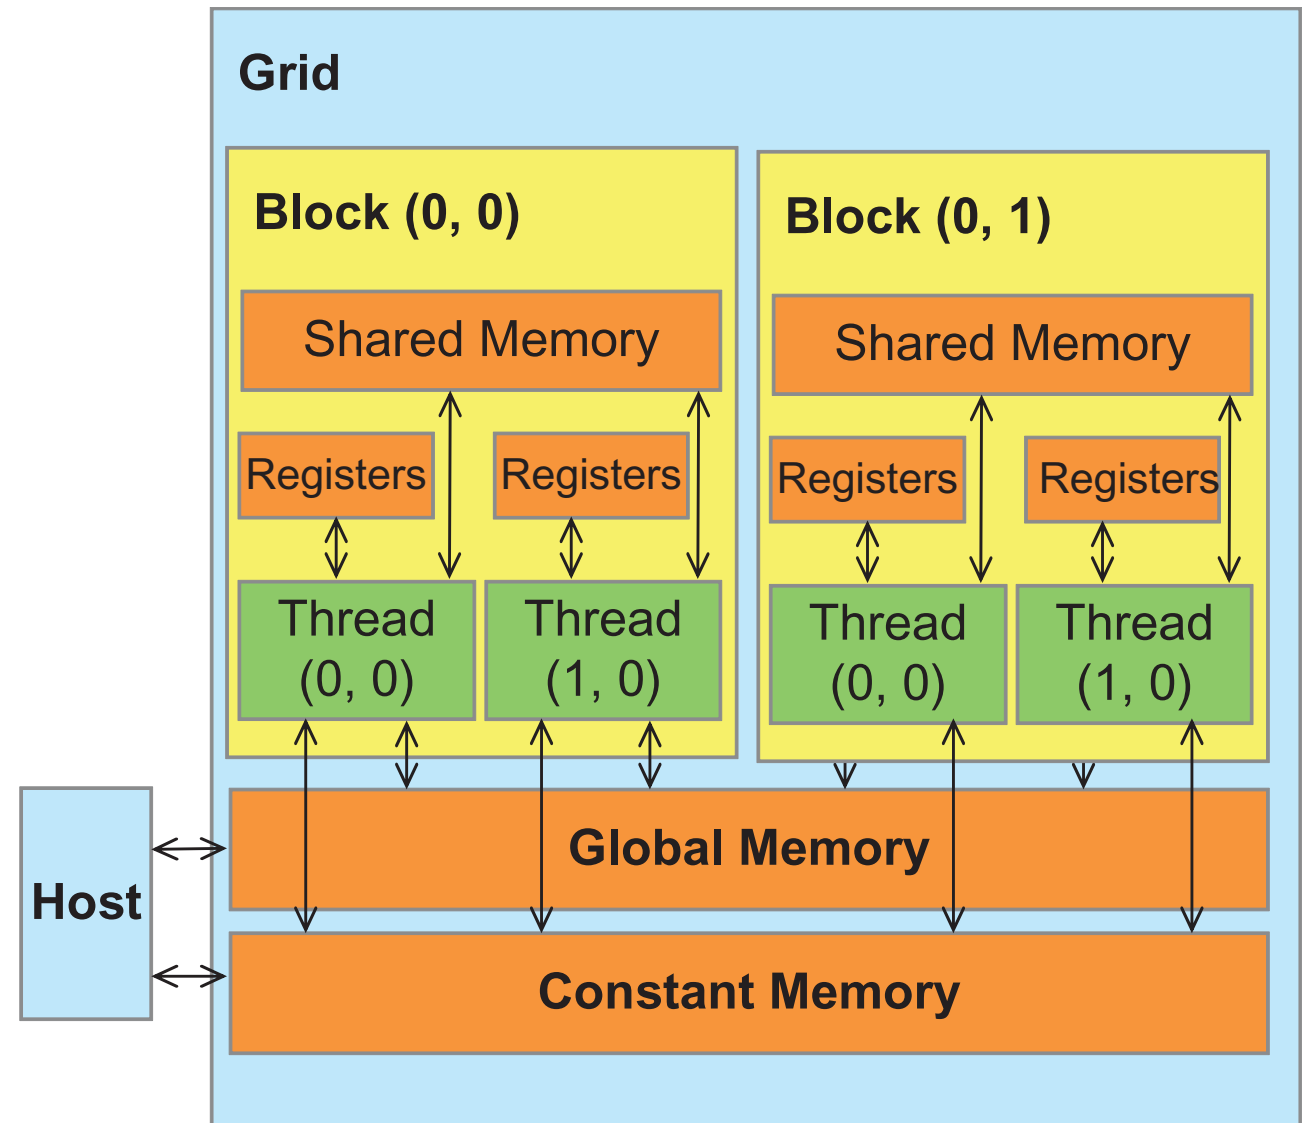 Grid
Block (0, 0)
Shared Memory
Registers
Registers
Thread
(0, 0)
Thread
(1, 0)
Block (0, 1)
Shared Memory
Registers
Registers
Thread
(0, 0)
Thread
(1, 0)
Host
Global Memory
Constant Memory